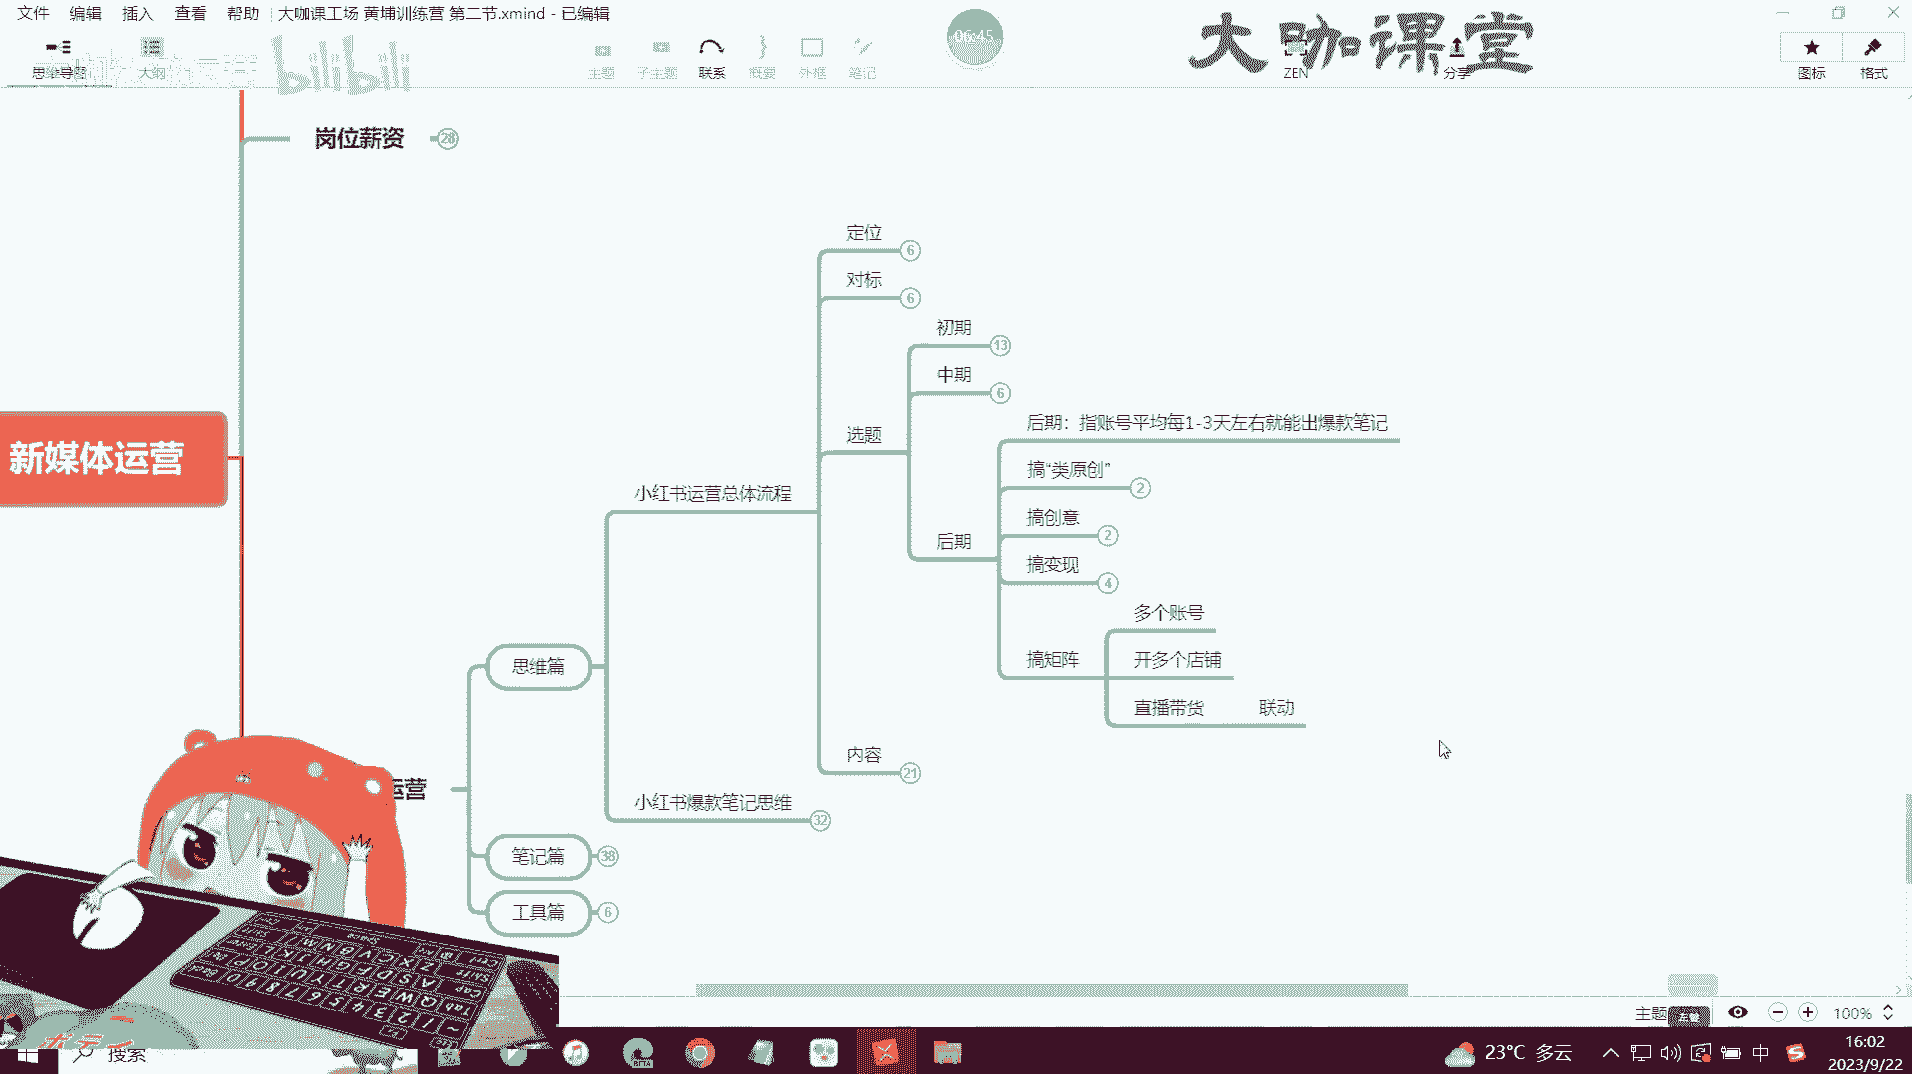 文件 编辑 插入 查看 帮助 大咖课工场 黄埔训练营 第二节.xmind - 已编辑
思维导图 大纲 bilibili 主题 子主题 联系 概要 外框 笔记 06:45 ZEN 分享 图标 格式
大咖课堂
岗位薪资 28
定位 6
对标 6
初期 13
中期 6
后期：指账号平均每1-3天左右就能出爆款笔记
选题
新媒体运营
搞“类原创” 2
小红书运营总体流程
搞创意 2
后期
搞变现 4
多个账号
思维篇
搞矩阵 开多个店铺
直播带货 联动
内容 21
运营
小红书爆款笔记思维 32
笔记篇 38
工具篇 6
主题 100%
搜索
23°C 多云 中 16:02
2023/9/22